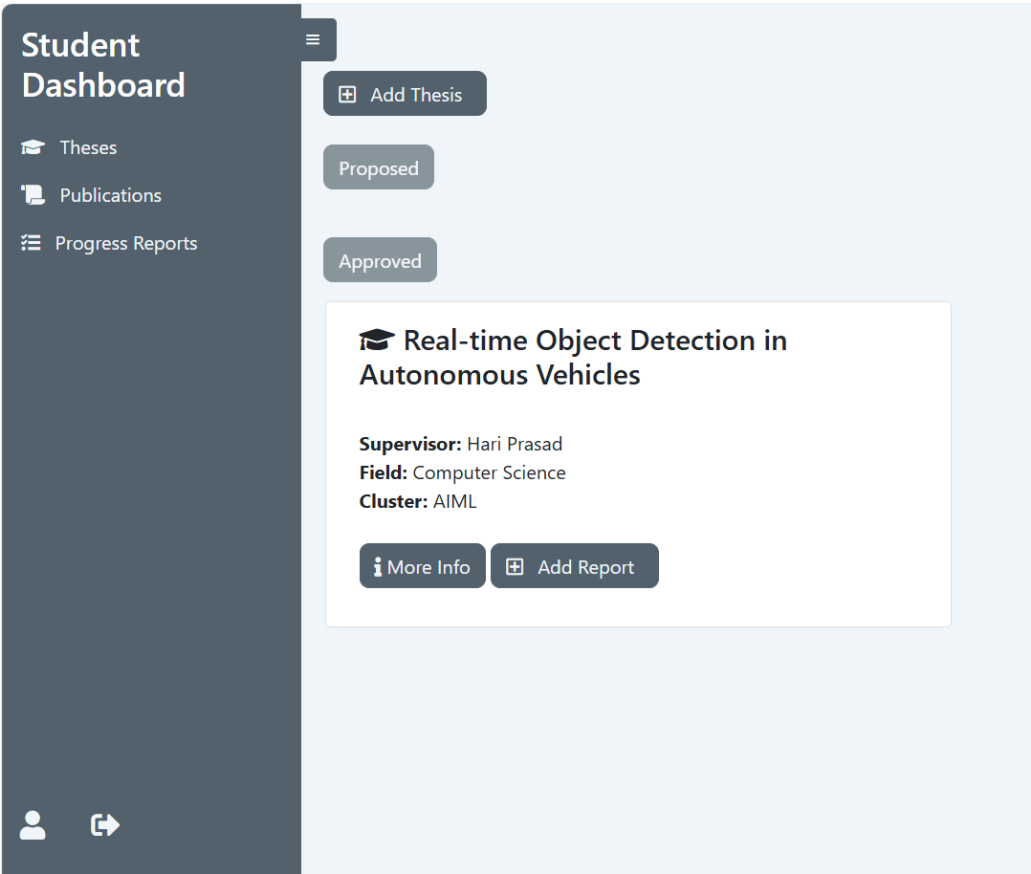 Student
Dashboard
Theses
Publications
Progress Reports
Add Thesis
Proposed
Approved
Real-time Object Detection in
Autonomous Vehicles
Supervisor: Hari Prasad
Field: Computer Science
Cluster: AIML
More Info
Add Report